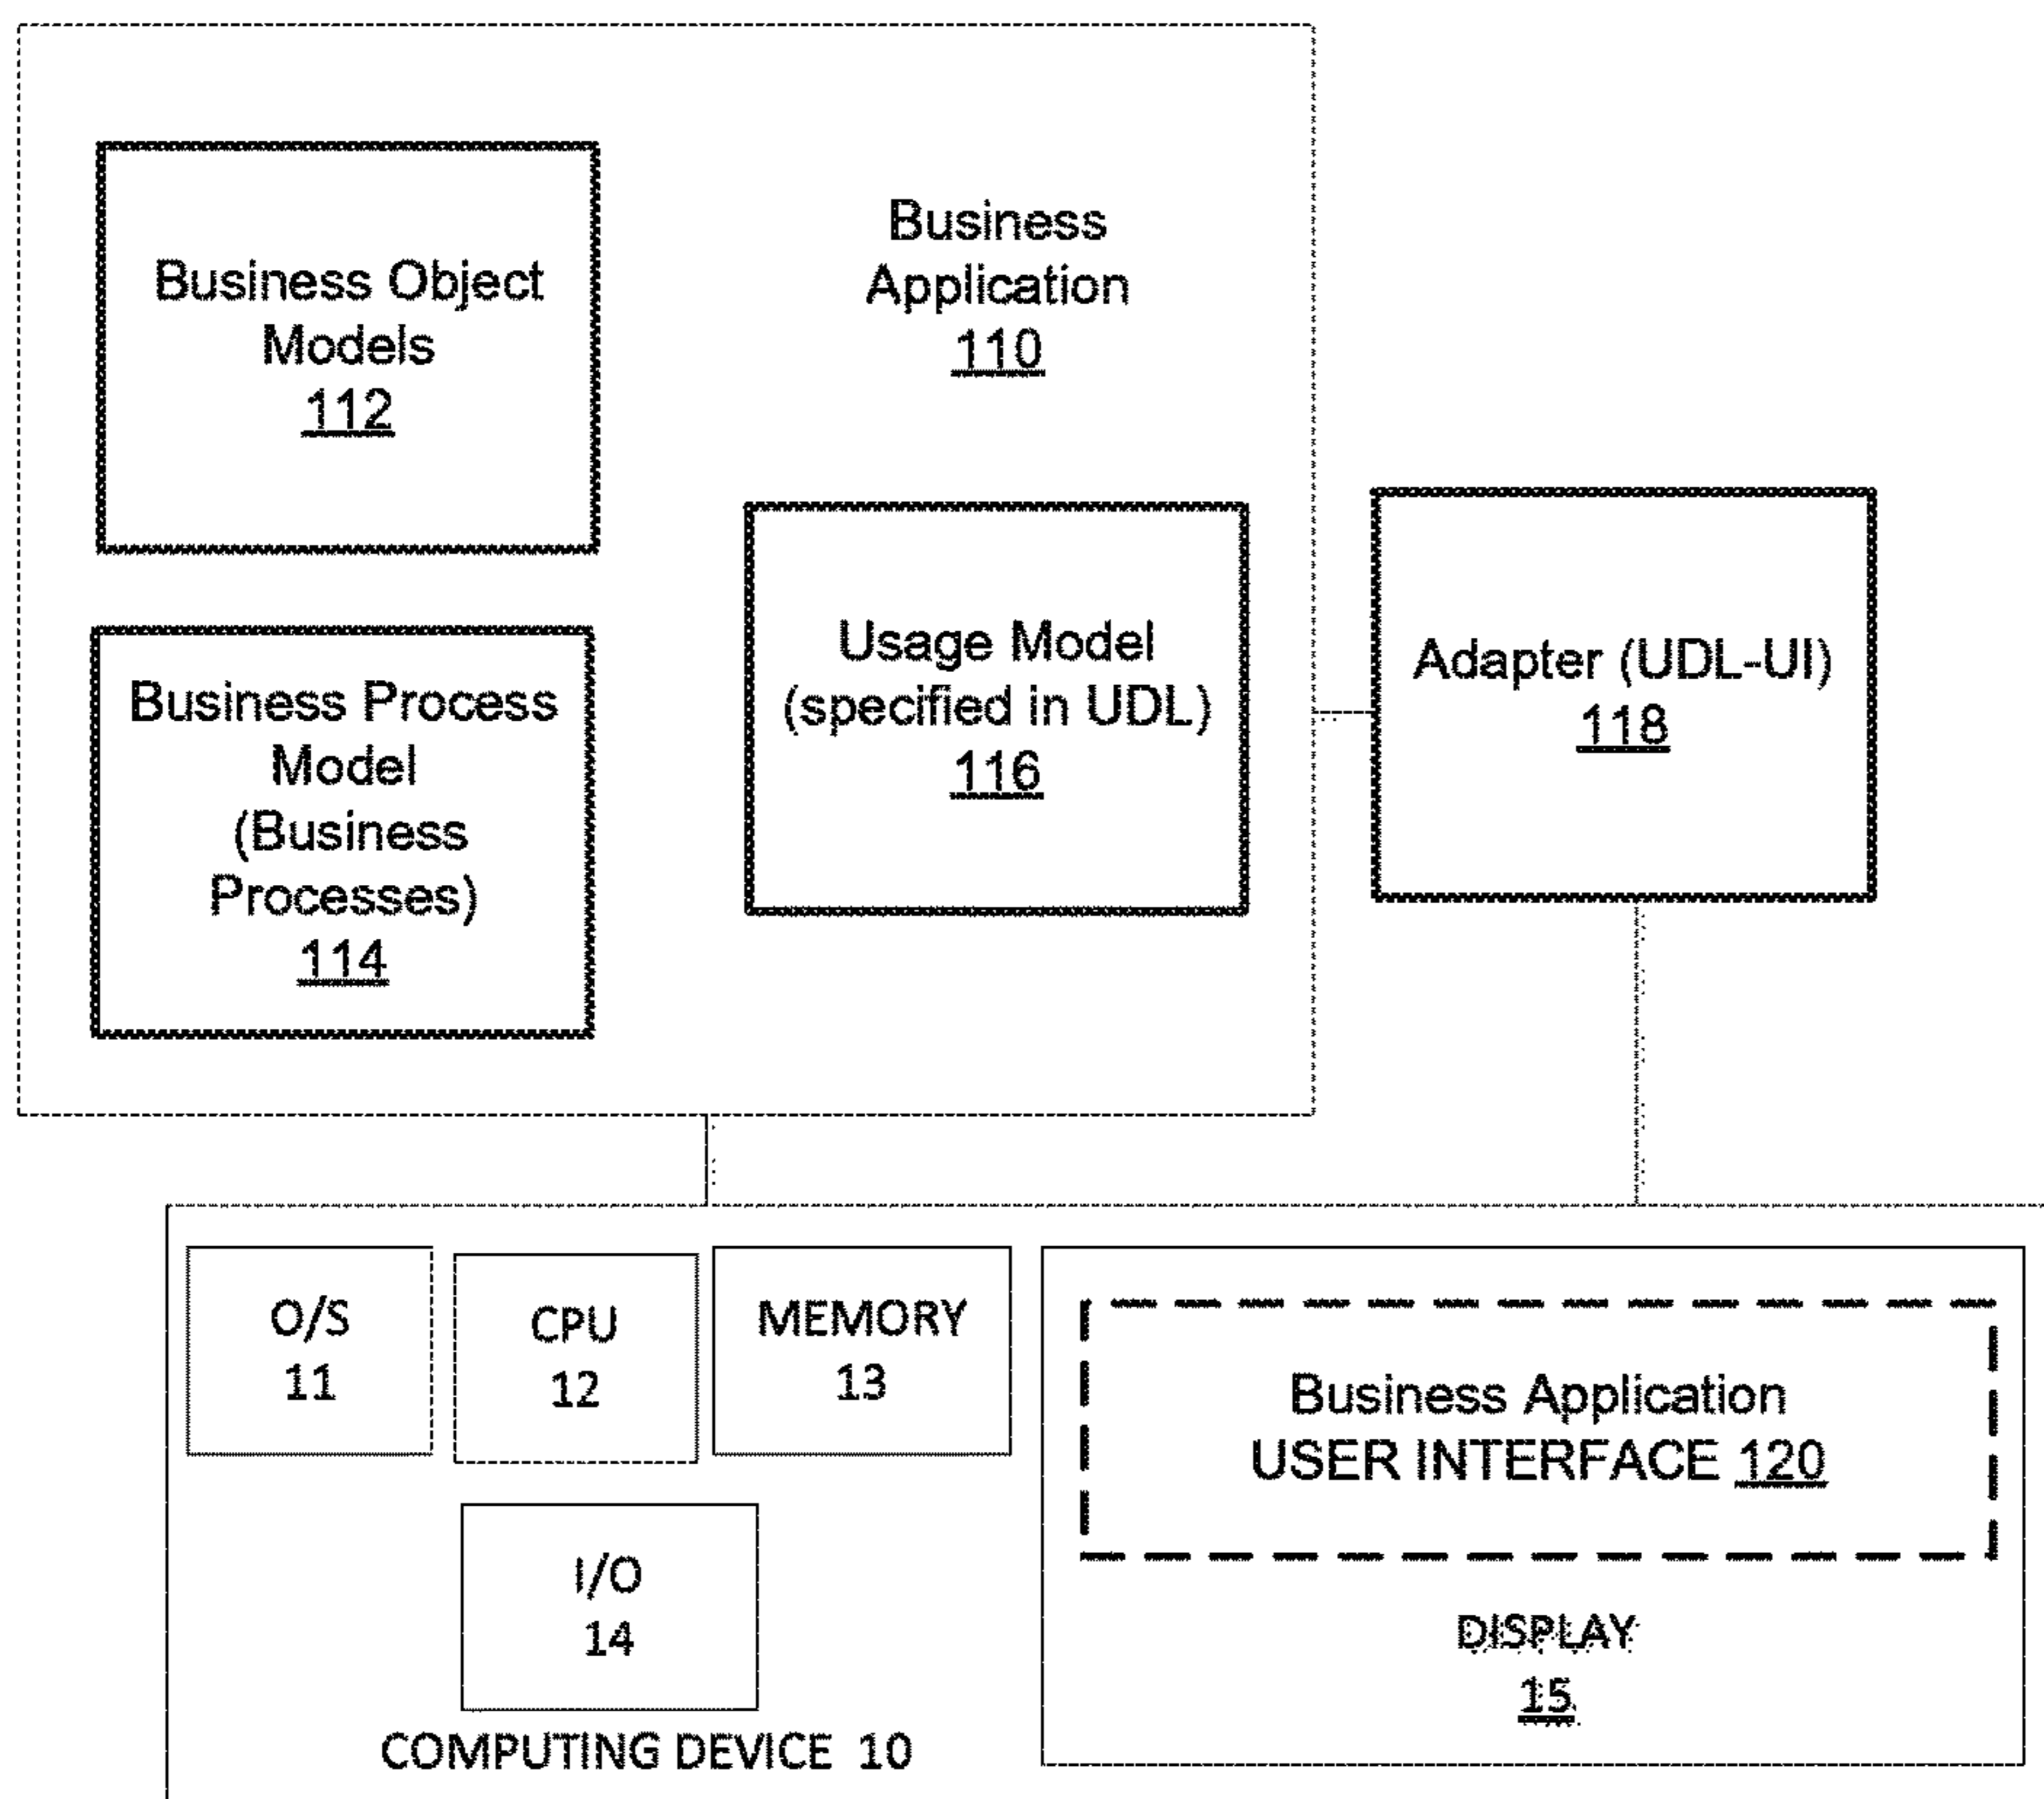 Business Object
Models
112
Business
Application
110
Business Process
Model
(Business
Processes)
114
Usage Model
(specified in UDL)
116
Adapter (UDL-UI)
118
O/S
11
CPU
12
MEMORY
13
I/O
14
COMPUTING DEVICE 10
Business Application
USER INTERFACE 120
DISPLAY
15